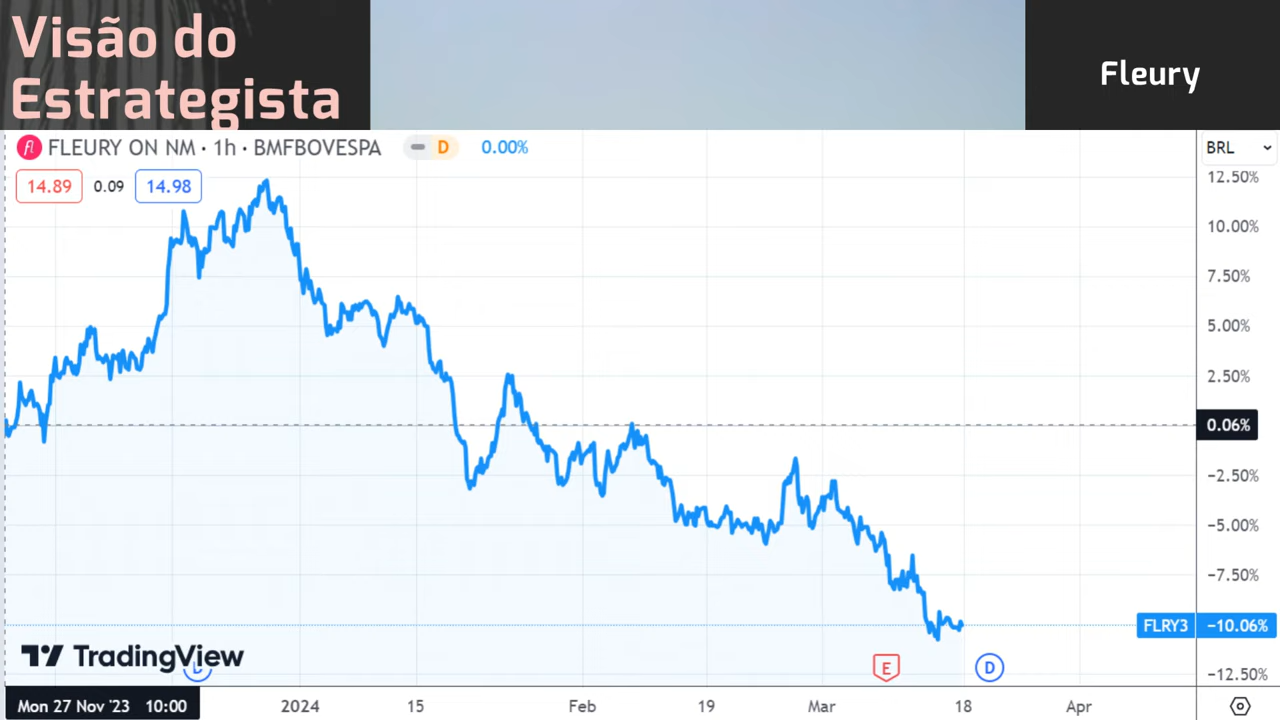 Visão do
Estrategista
Fleury
fl FLEURY ON NM · 1h · BMFBOVESPA D 0.00%
BRL
14.89 0.09 14.98
12.50%
10.00%
7.50%
5.00%
2.50%
0.06%
−2.50%
−5.00%
−7.50%
FLRY3 −10.06%
TradingView
D E D
−12.50%
Mon 27 Nov '23 10:00 2024 15 Feb 19 Mar 18 Apr